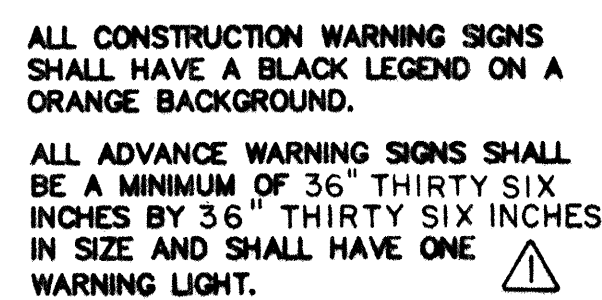 ALL CONSTRUCTION WARNING SIGNS
SHALL HAVE A BLACK LEGEND ON A
ORANGE BACKGROUND.
ALL ADVANCE WARNING SIGNS SHALL
BE A MINIMUM OF 36" THIRTY SIX
INCHES BY 36" THIRTY SIX INCHES
IN SIZE AND SHALL HAVE ONE
WARNING LIGHT. 1